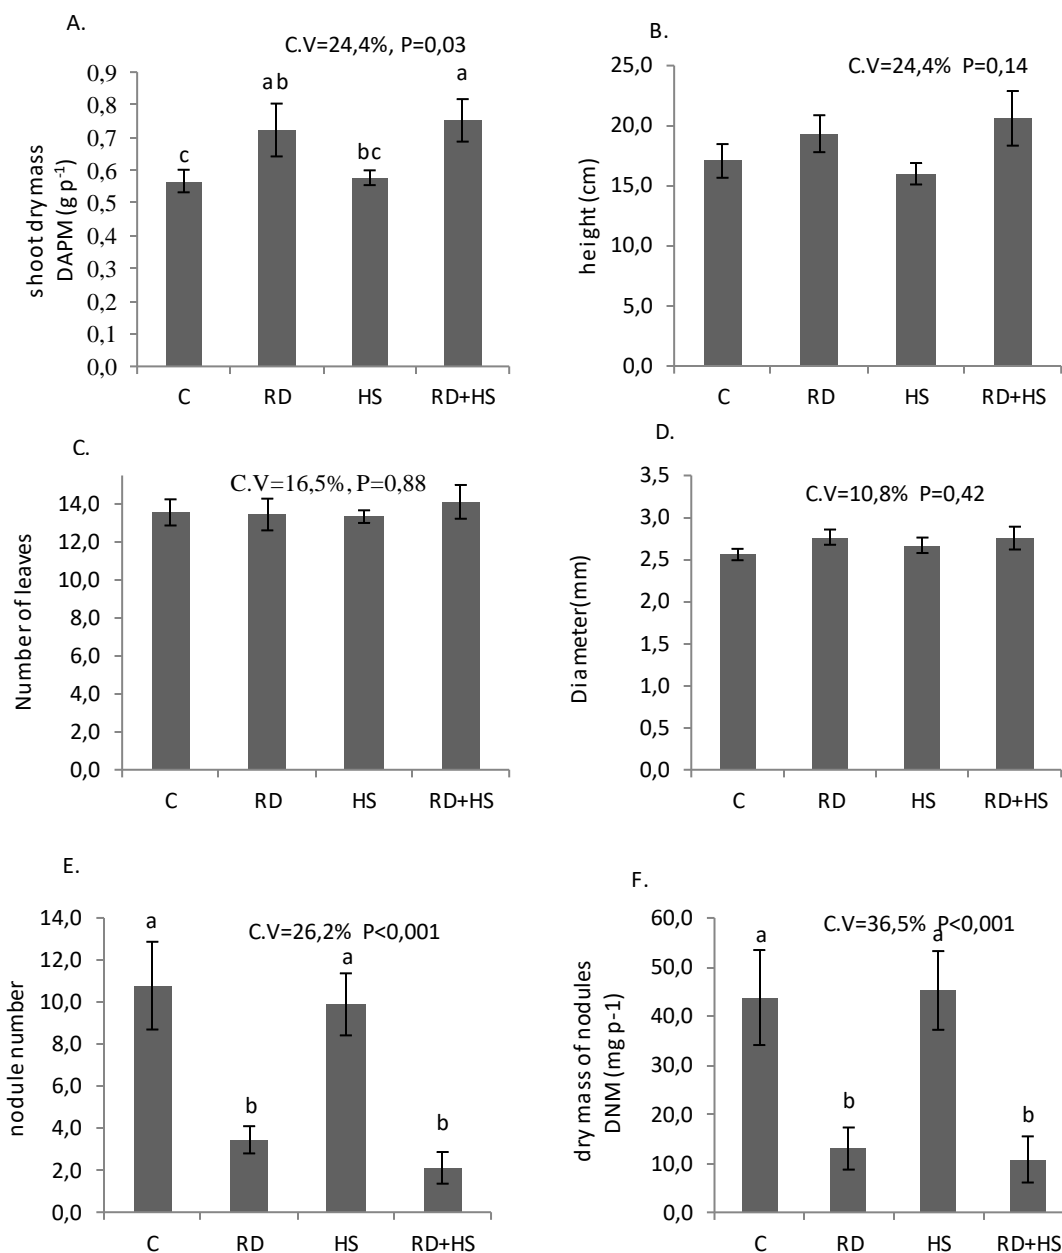 A.
C.V=24,4%, P=0,03
0,9
0,8
0,7
0,6
0,5
0,4
0,3
0,2
0,1
0,0
shoot dry mass
DAPM (g p-1)
c
ab
bc
a
C RD HS RD+HS
B.
C.V=24,4% P=0,14
25,0
20,0
15,0
10,0
5,0
0,0
height (cm)
C RD HS RD+HS
C.
C.V=16,5%, P=0,88
14,0
12,0
10,0
8,0
6,0
4,0
2,0
0,0
Number of leaves
C RD HS RD+HS
D.
C.V=10,8% P=0,42
3,5
3,0
2,5
2,0
1,5
1,0
0,5
0,0
Diameter(mm)
C RD HS RD+HS
E.
C.V=26,2% P<0,001
14,0
12,0
10,0
8,0
6,0
4,0
2,0
0,0
nodule number
a
b
a
b
C RD HS RD+HS
F.
C.V=36,5% P<0,001
60,0
50,0
40,0
30,0
20,0
10,0
0,0
dry mass of nodules
DNM (mg p-1)
a
b
a
b
C RD HS RD+HS